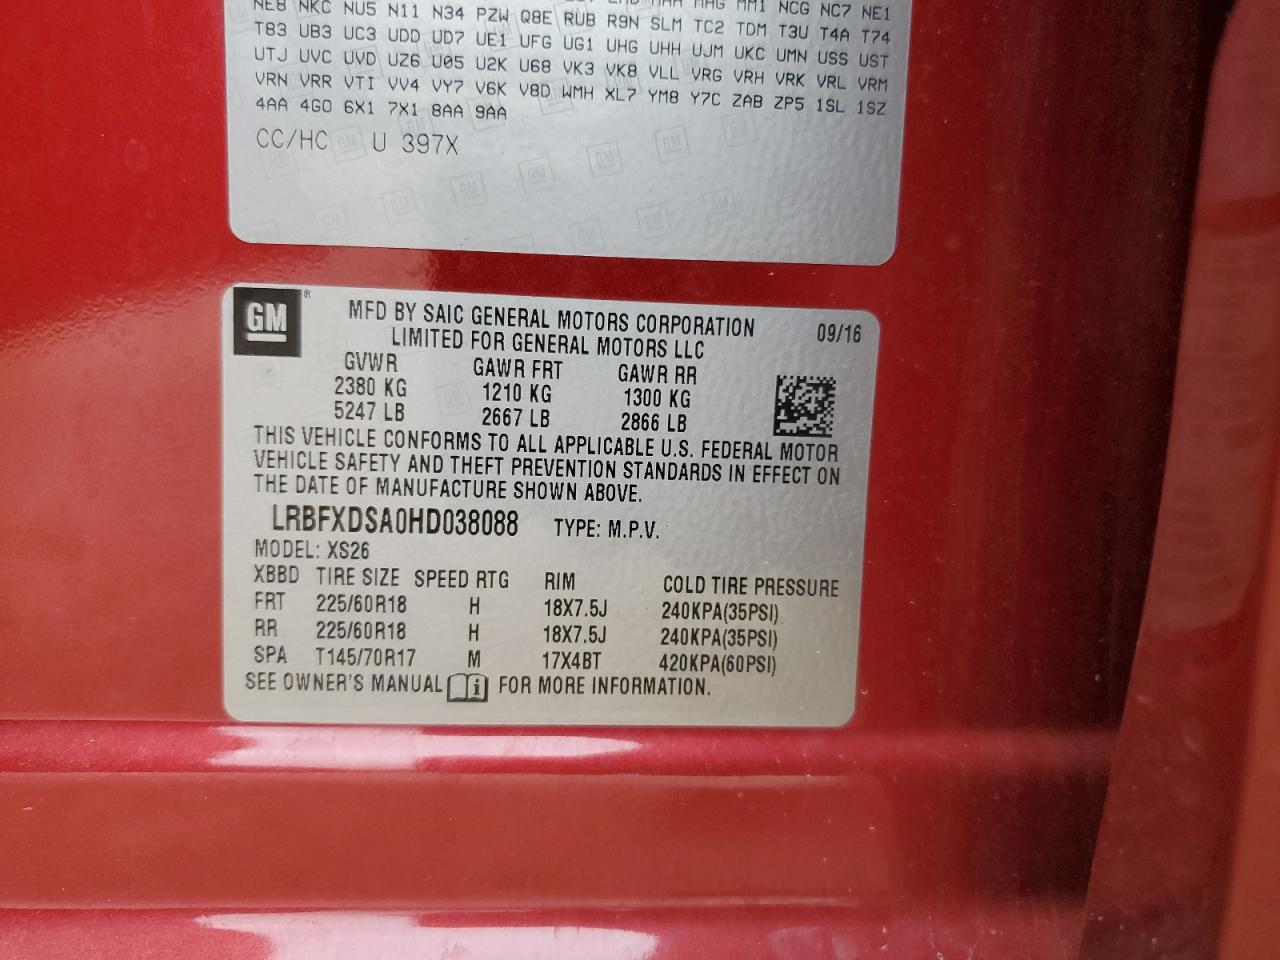 NE8 NKC NU5 N11 N34 PZW Q8E RUB R9N SLM TC2 TDM T3U T4A T74
MAH MHG MM1 NCG NC7 NE1
T83 UB3 UC3 UDD UD7 UE1 UFG UG1 UHG UHH UJM UKC UMN USS UST
UTJ UVC UVD UZ6 U05 U2K U68 VK3 VK8 VLL VRG VRH VRK VRL VRM
VRN VRR VTI VV4 VY7 V6K V8D WMH XL7 YM8 Y7C ZAB ZP5 1SL 1SZ
4AA 4GO 6X1 7X1 8AA 9AA
CC/HC U 397X
GM ®
MFD BY SAIC GENERAL MOTORS CORPORATION 09/16
LIMITED FOR GENERAL MOTORS LLC
GVWR GAWR FRT GAWR RR
2380 KG 1210 KG 1300 KG
5247 LB 2667 LB 2866 LB
THIS VEHICLE CONFORMS TO ALL APPLICABLE U.S. FEDERAL MOTOR
VEHICLE SAFETY AND THEFT PREVENTION STANDARDS IN EFFECT ON
THE DATE OF MANUFACTURE SHOWN ABOVE.
LRBFXDSA0HD038088 TYPE: M.P.V.
MODEL: XS26
XBBD TIRE SIZE SPEED RTG RIM COLD TIRE PRESSURE
FRT 225/60R18 H 18X7.5J 240KPA(35PSI)
RR 225/60R18 H 18X7.5J 240KPA(35PSI)
SPA T145/70R17 M 17X4BT 420KPA(60PSI)
SEE OWNER'S MANUAL i FOR MORE INFORMATION.